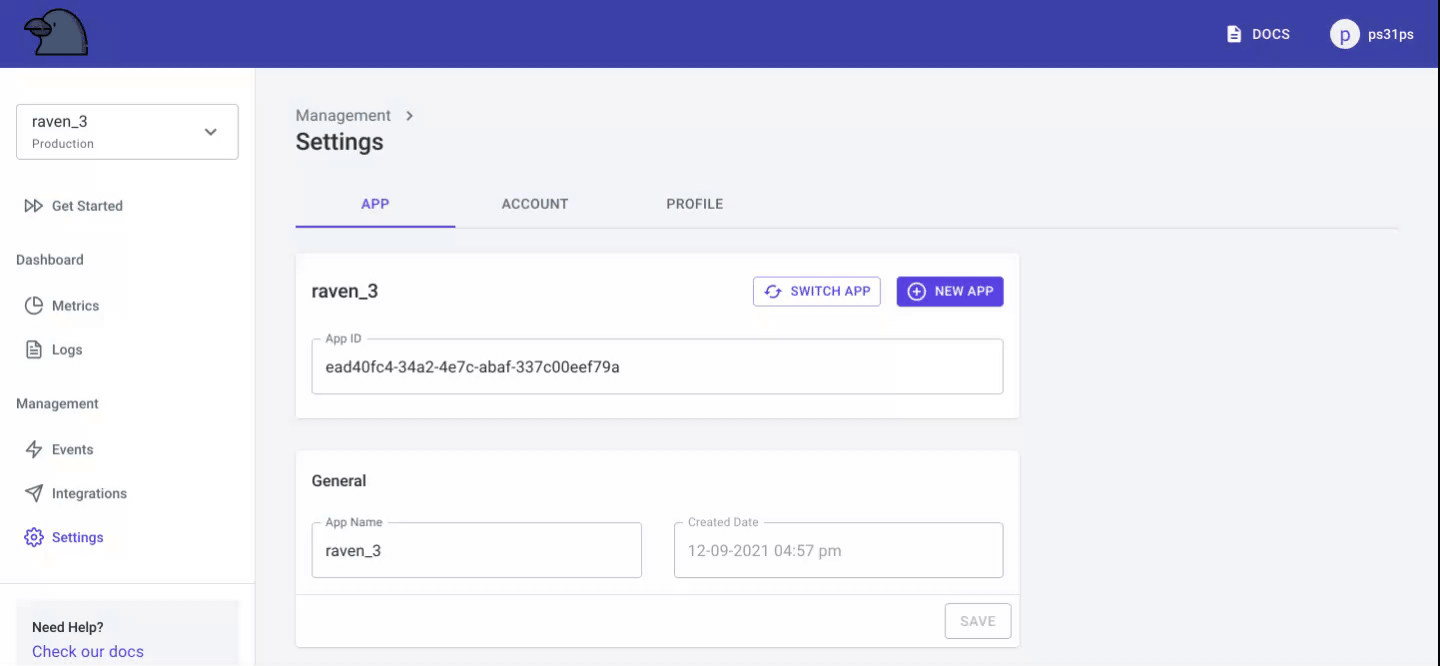 DOCS
p ps31ps
raven_3
Production
Get Started
Dashboard
Metrics
Logs
Management
Events
Integrations
Settings
Need Help?
Check our docs
Management
Settings
APP ACCOUNT PROFILE
raven_3 SWITCH APP NEW APP
App ID
ead40fc4-34a2-4e7c-abaf-337c00eef79a
General
App Name Created Date
raven_3 12-09-2021 04:57 pm
SAVE